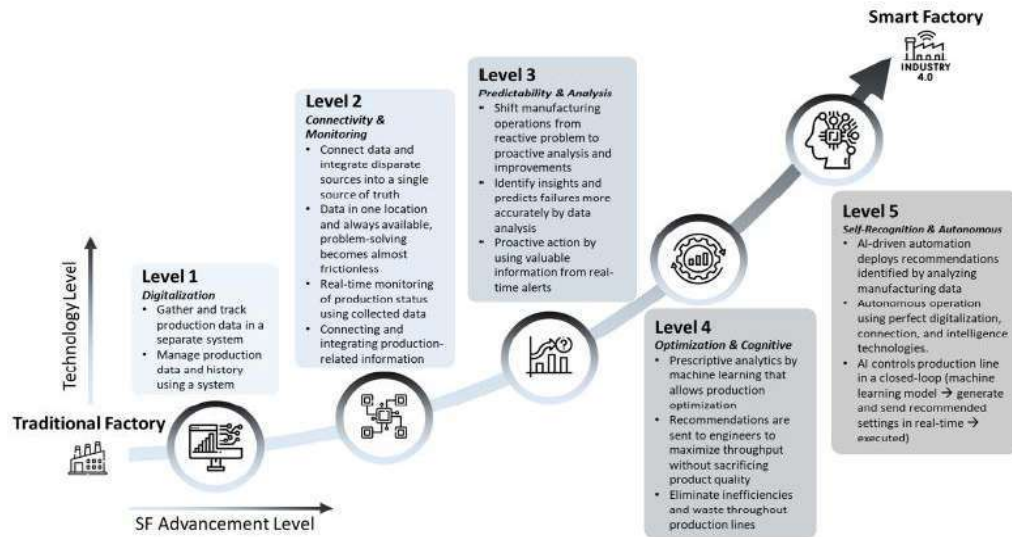 Smart Factory
INDUSTRY
4.0
Level 3
Predictability & Analysis
• Shift manufacturing
operations from
reactive problem to
proactive analysis and
improvements
• Identify insights and
predicts failures more
accurately by data
analysis
• Proactive action by
using valuable
information from real-
time alerts
Level 2
Connectivity &
Monitoring
• Connect data and
integrate disparate
sources into a single
source of truth
• Data in one location
and always available,
problem-solving
becomes almost
frictionless
• Real-time monitoring
of production status
using collected data
• Connecting and
integrating production-
related information
Level 5
Self-Recognition & Autonomous
• AI-driven automation
deploys recommendations
identified by analyzing
manufacturing data
• Autonomous operation
using perfect digitalization,
connection, and intelligence
technologies.
• AI controls production line
in a closed-loop (machine
learning model → generate
and send recommended
settings in real-time →
executed)
Level 1
Digitalization
• Gather and track
production data in a
separate system
• Manage production
data and history
using a system
Technology Level
Level 4
Optimization & Cognitive
• Prescriptive analytics by
machine learning that
allows production
optimization
• Recommendations are
sent to engineers to
maximize throughput
without sacrificing
product quality
• Eliminate inefficiencies
and waste throughout
production lines
Traditional Factory
?
SF Advancement Level